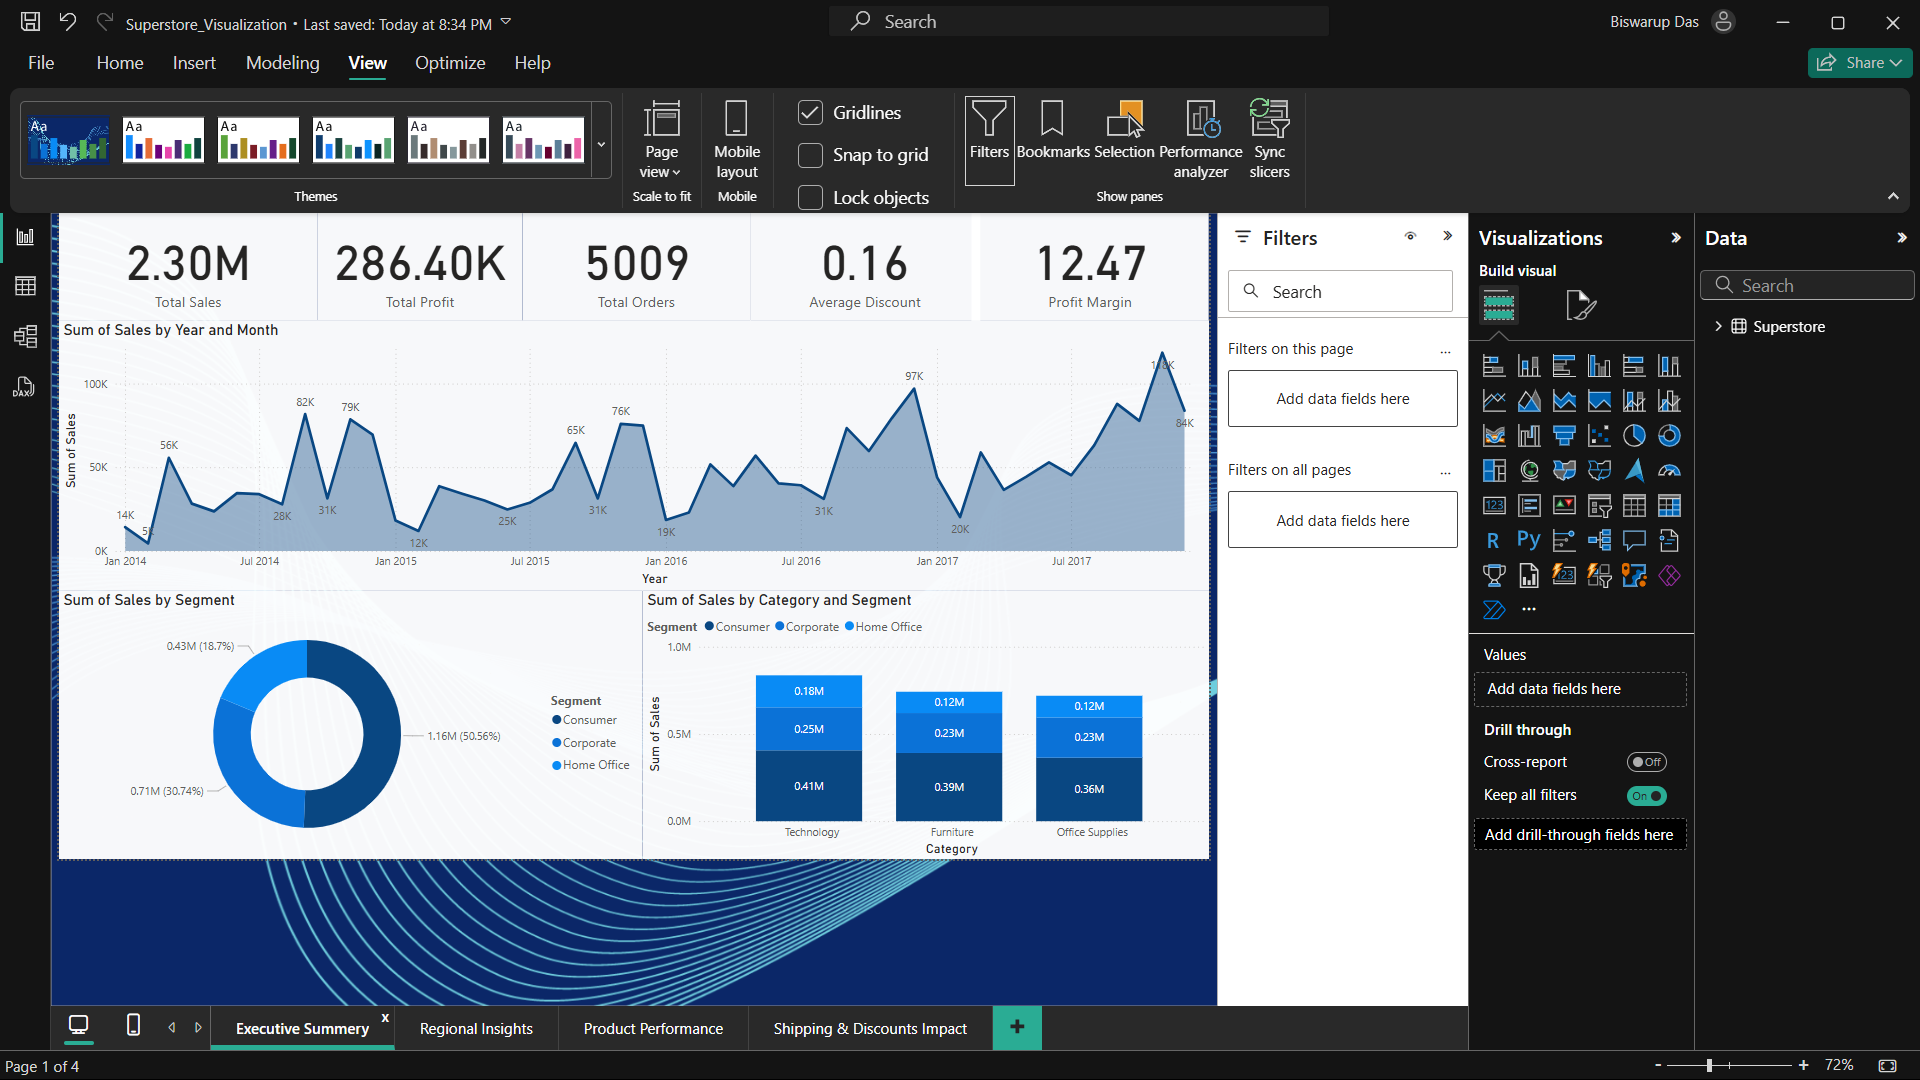 Superstore_Visualization • Last saved: Today at 8:34 PM
Search
Biswarup Das
File Home Insert Modeling View Optimize Help
Share
Aa Aa Aa Aa Aa Aa
Themes
Page view
Scale to fit
Mobile layout
Mobile
Gridlines
Snap to grid
Lock objects
Filters
Bookmarks
Selection
Performance analyzer
Sync slicers
Show panes
DAX
2.30M
Total Sales
286.40K
Total Profit
5009
Total Orders
0.16
Average Discount
12.47
Profit Margin
Sum of Sales by Year and Month
Sum of Sales
100K
50K
0K
14K
5K
56K
28K
82K
31K
79K
12K
25K
65K
31K
76K
19K
31K
97K
20K
118K
84K
Jan 2014 Jul 2014 Jan 2015 Jul 2015 Jan 2016 Jul 2016 Jan 2017 Jul 2017
Year
Sum of Sales by Segment
0.43M (18.7%)
1.16M (50.56%)
0.71M (30.74%)
Segment
Consumer
Corporate
Home Office
Sum of Sales by Category and Segment
Segment Consumer Corporate Home Office
Sum of Sales
1.0M
0.5M
0.0M
0.18M
0.25M
0.41M
0.12M
0.23M
0.39M
0.12M
0.23M
0.36M
Technology Furniture Office Supplies
Category
Filters
Search
Filters on this page ...
Add data fields here
Filters on all pages ...
Add data fields here
Visualizations
Build visual
123
R Py
123
...
Values
Add data fields here
Drill through
Cross-report Off
Keep all filters On
Add drill-through fields here
Data
Search
Superstore
Executive Summary x
Regional Insights
Product Performance
Shipping & Discounts Impact
+
Page 1 of 4
- + 72%